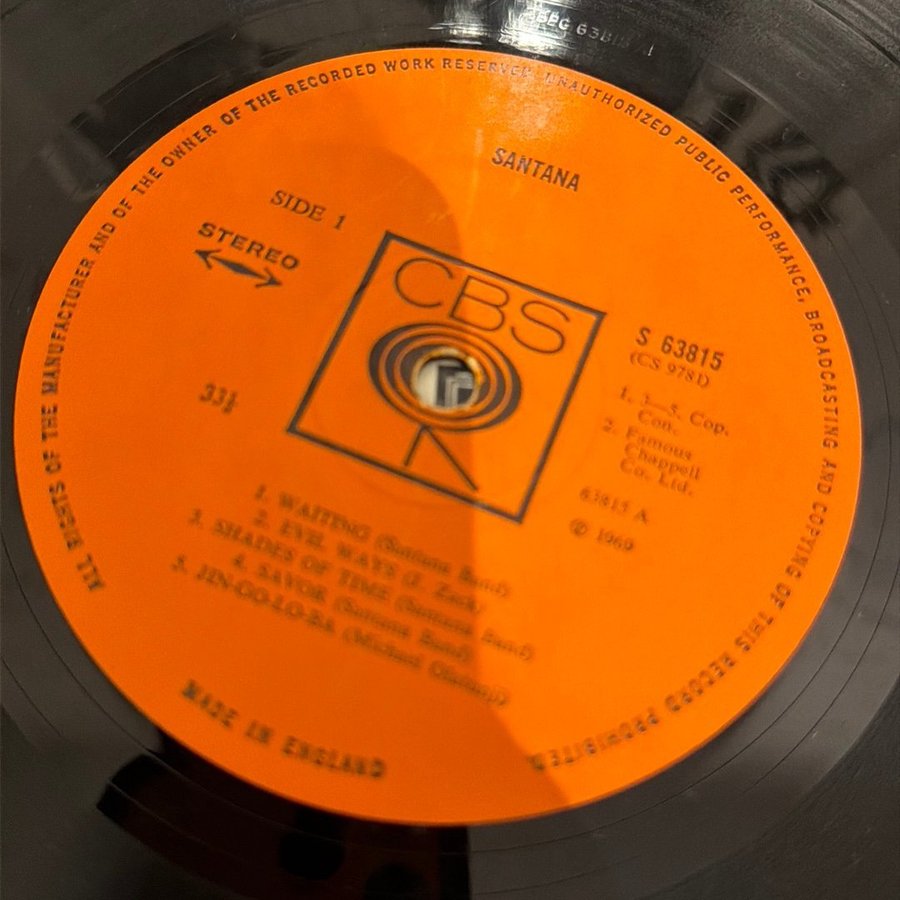 ALL RIGHTS OF THE MANUFACTURER AND OF THE OWNER OF THE RECORDED WORK RESERVED. UNAUTHORIZED PUBLIC PERFORMANCE, BROADCASTING AND COPYING OF THIS RECORD PROHIBITED
SANTANA
SIDE 1
STEREO
CBS
S 63815
(CS 9781)
33⅓
1. 3—5. Cop.
Con.
2. Famous
Chappell
Co. Ltd.
63815 A
℗ 1969
1. WAITING (Santana Band)
2. EVIL WAYS (J. Zack)
3. SHADES OF TIME (Santana Band)
4. SAVOR (Santana Band)
5. JIN-GO-LO-BA (Michael Olatunji)
MADE IN ENGLAND